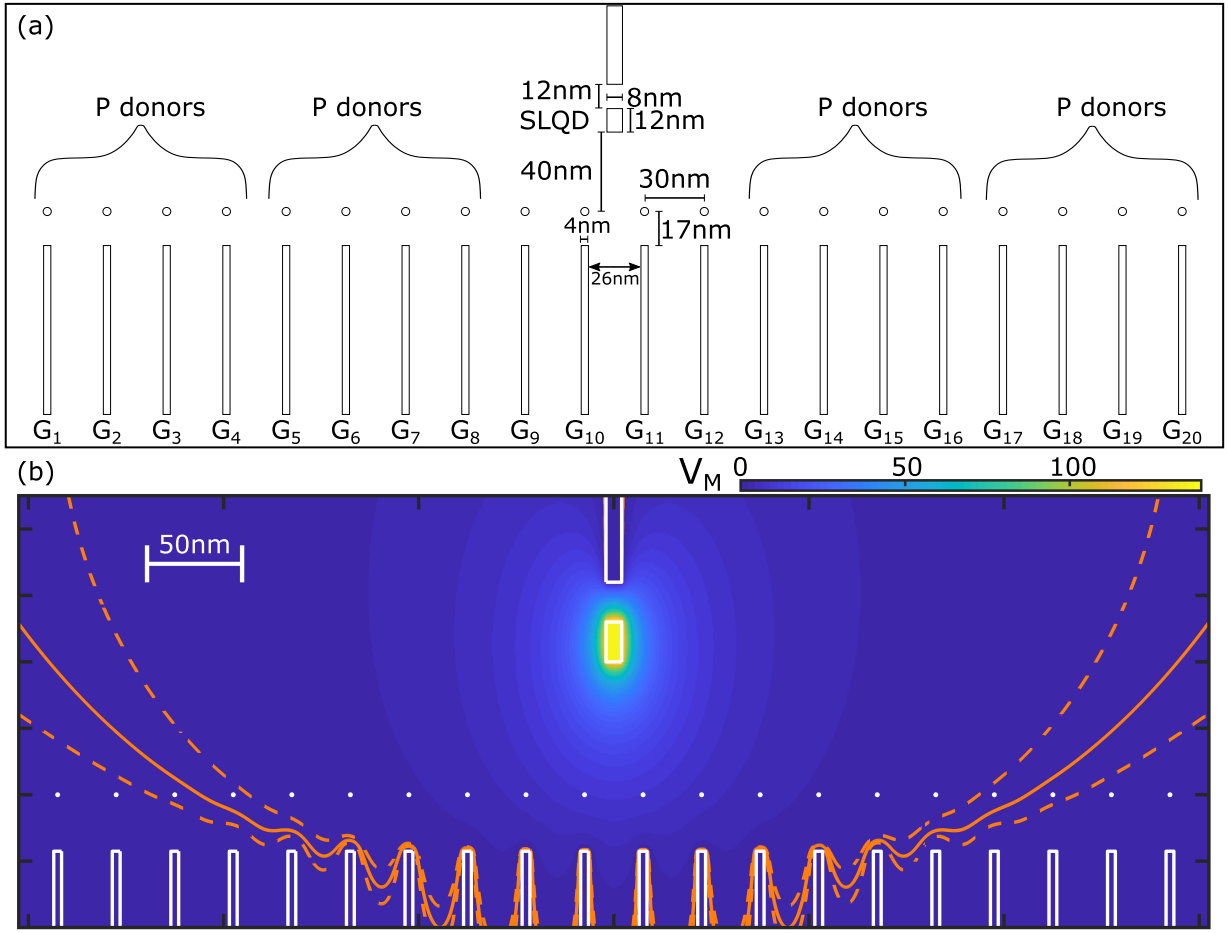 (a)
12nm
8nm
P donors
P donors
SLQD
12nm
P donors
P donors
40nm
30nm
4nm
17nm
26nm
G₁ G₂ G₃ G₄ G₅ G₆ G₇ G₈ G₉ G₁₀ G₁₁ G₁₂ G₁₃ G₁₄ G₁₅ G₁₆ G₁₇ G₁₈ G₁₉ G₂₀
(b)
V_M 0 50 100
50nm